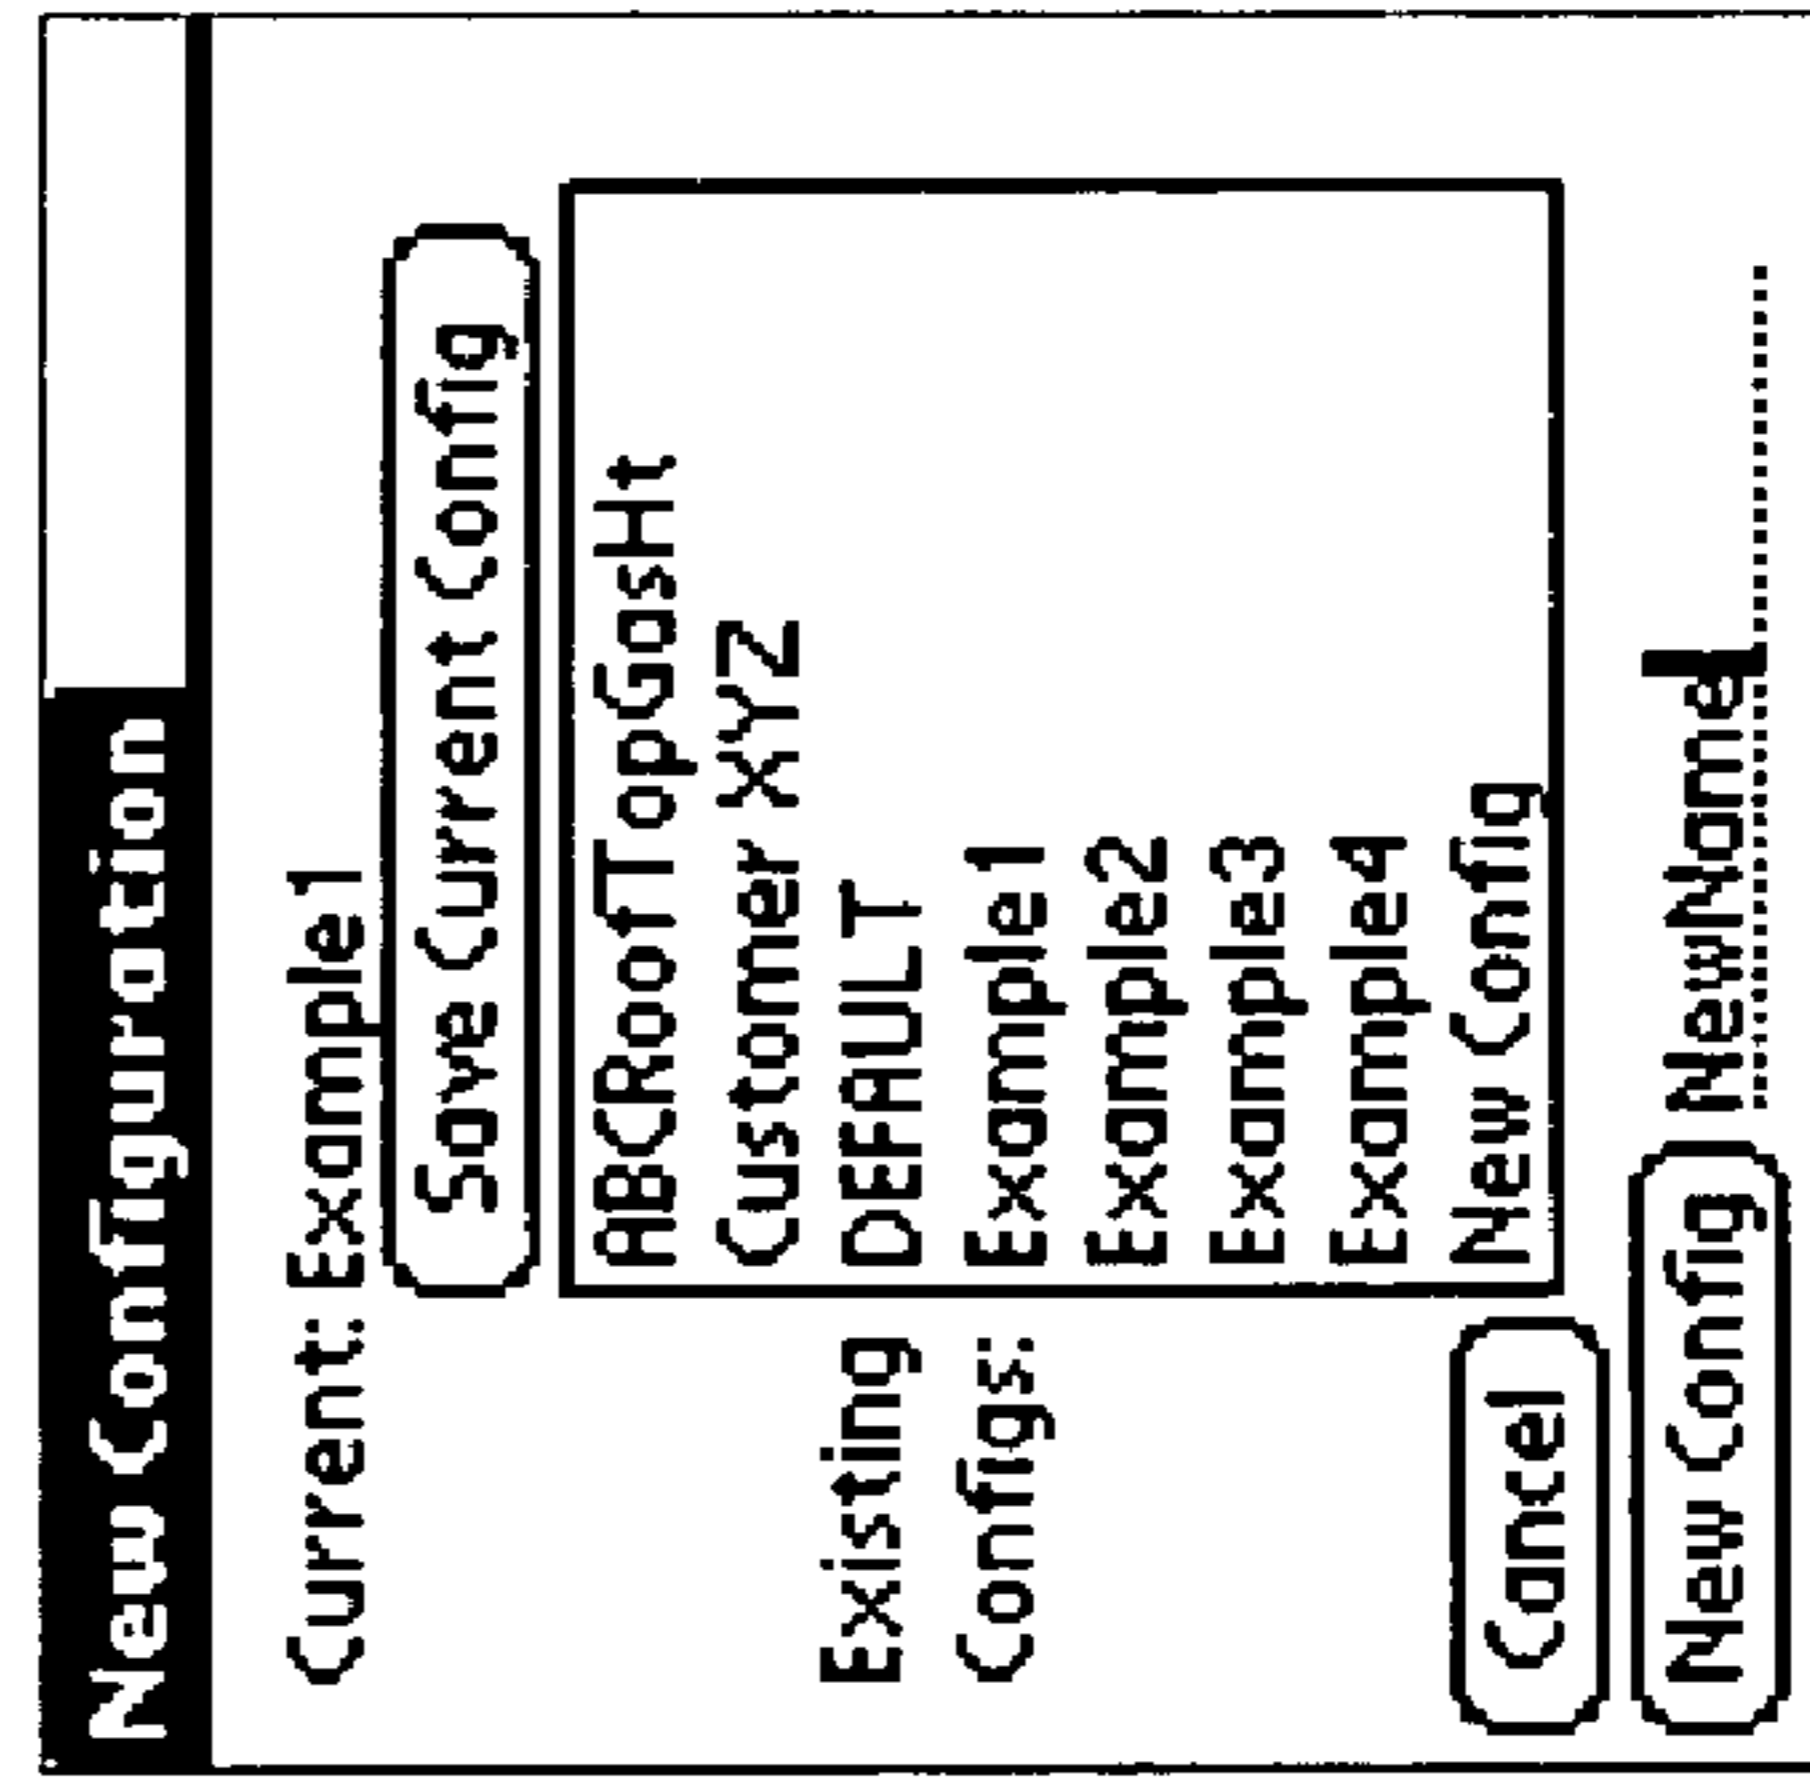 New Configuration
Current: Example1
Save Current Config
Existing
Configs:
ABCRoofTopGasHt
Customer XYZ
DEFAULT
Example1
Example2
Example3
Example4
New Config
Cancel
New Config NewName